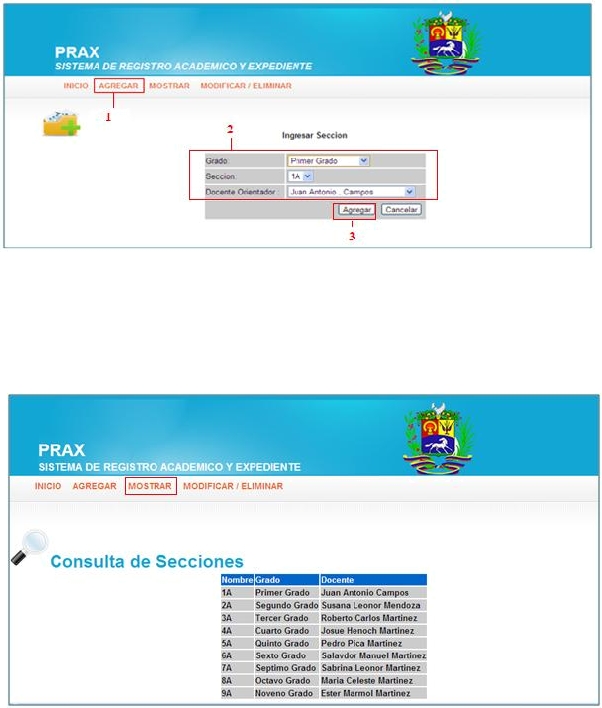 PRAX
SISTEMA DE REGISTRO ACADEMICO Y EXPEDIENTE
INICIO AGREGAR MOSTRAR MODIFICAR / ELIMINAR
1
2
Ingresar Seccion
Grado: Primer Grado
Seccion: 1A
Docente Orientador : Juan Antonio . Campos
Agregar Cancelar
3
PRAX
SISTEMA DE REGISTRO ACADEMICO Y EXPEDIENTE
INICIO AGREGAR MOSTRAR MODIFICAR / ELIMINAR
Consulta de Secciones
Nombre Grado Docente
1A Primer Grado Juan Antonio Campos
2A Segundo Grado Susana Leonor Mendoza
3A Tercer Grado Roberto Carlos Martinez
4A Cuarto Grado Josue Henoch Martinez
5A Quinto Grado Pedro Pica Martinez
6A Sexto Grado Salavdor Manuel Martinez
7A Septimo Grado Sabrina Leonor Martinez
8A Octavo Grado Maria Celeste Martinez
9A Noveno Grado Ester Marmol Martinez